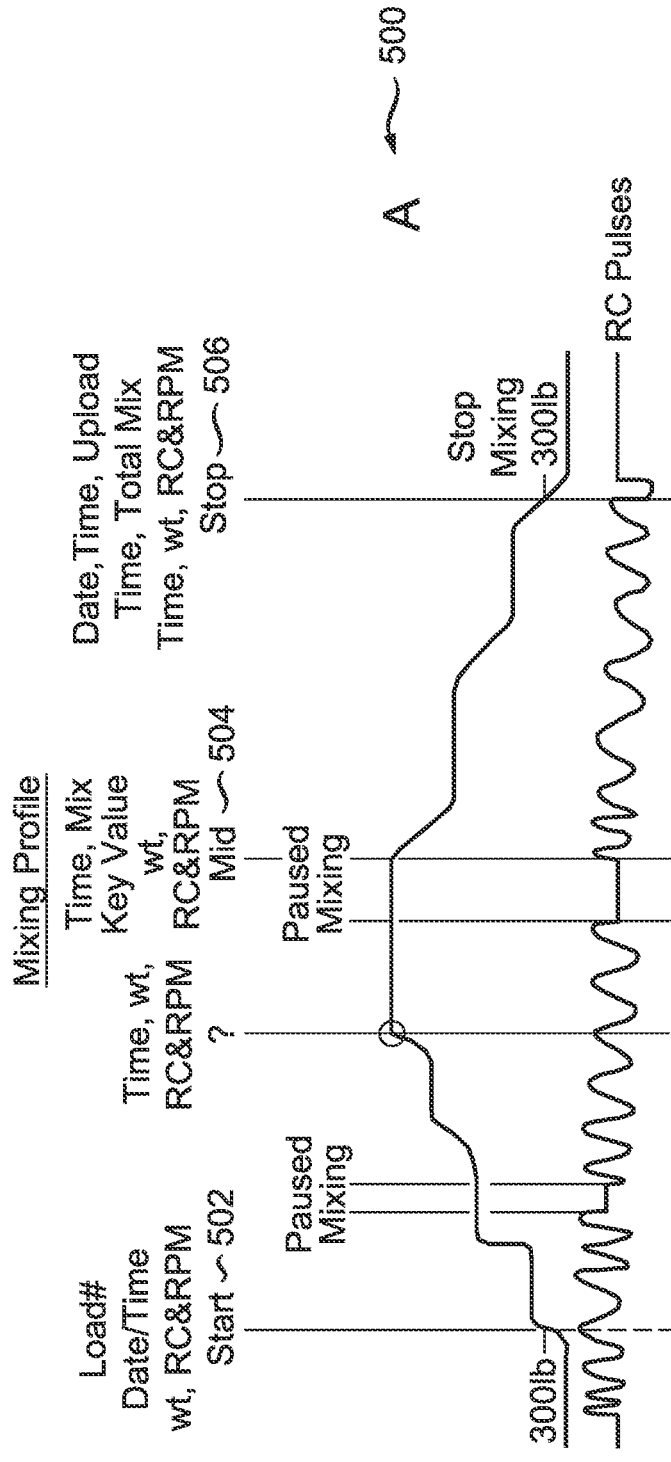 Mixing Profile
Load#
Date/Time
wt, RC&RPM
Start 502
Time, wt,
RC&RPM
?
Time, Mix
Key Value
wt,
RC&RPM
Mid 504
Date,Time, Upload
Time, Total Mix
Time, wt, RC&RPM
Stop 506
Paused
Mixing
Paused
Mixing
Stop
Mixing
300lb
300lb
A
500
RC Pulses